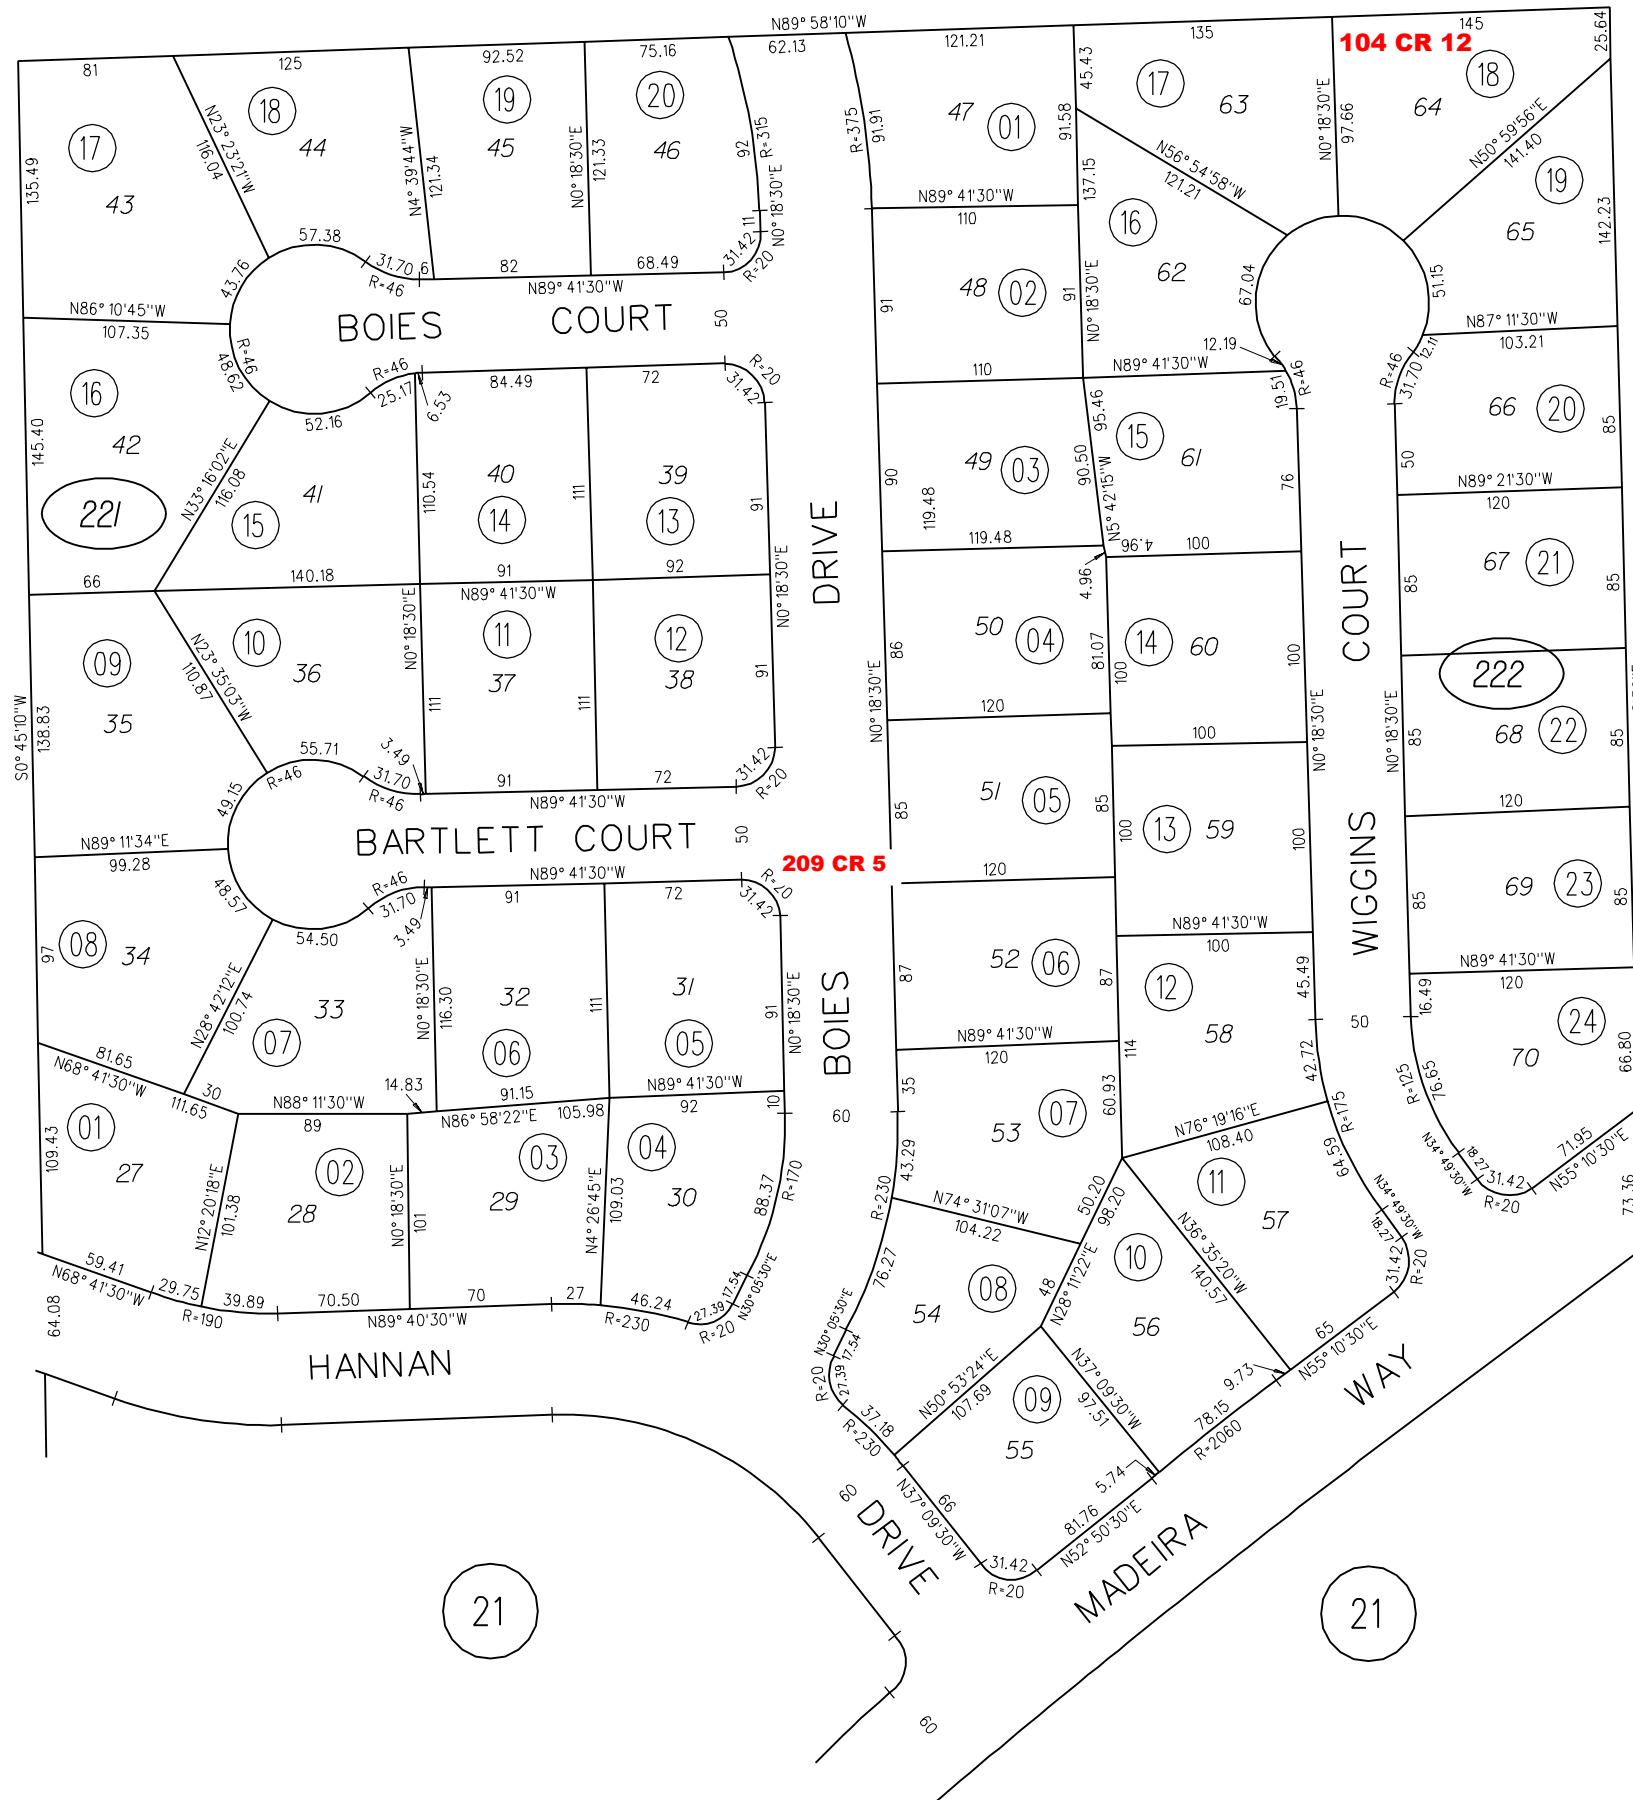 N89° 58'10"W
81
125
92.52
75.16
62.13
121.21
135
145
25.64
104 CR 12
17
43
135.49
N23° 23'21"W
116.04
18
44
N4° 39'44"W
121.34
19
45
N0° 18'30"E
121.33
20
46
92
R=315
N0° 18'30"E
11
R=375
91.91
47
01
91.58
45.43
17
63
N0° 18'30"E
97.66
64
18
N50° 59'56"E
141.40
19
65
142.23
N56° 54'58"W
121.21
137.15
16
62
N0° 18'30"E
N89° 41'30"W
110
48
02
91
91
57.38
43.76
31.70
R=46
6
82
68.49
N89° 41'30"W
31.42
R=20
50
BOIES COURT
N86° 10'45"W
107.35
R=46
48.62
52.16
R=46
25.17
6.53
84.49
72
R=20
31.42
67.04
51.15
12.19
R=46
19.51
R=46
31.70
12.11
N87° 11'30"W
103.21
16
42
145.40
221
N33° 16'02"E
116.08
41
15
110.54
40
14
111
39
13
91
110
N89° 41'30"W
95.46
90
49
03
90.50
N5° 42'15"W
119.48
119.48
15
61
76
66
20
50
85
N89° 21'30"W
120
4.96
4.96
100
66
140.18
91
N89° 41'30"W
92
N0° 18'30"E
DRIVE
COURT
67
21
85
85
222
09
35
S0° 45'10"W
138.83
N23° 35'03"W
110.87
10
36
N0° 18'30"E
11
37
111
111
12
38
91
N0° 18'30"E
86
50
04
81.07
100
14
60
100
120
100
N0° 18'30"E
N0° 18'30"E
68
22
85
85
120
55.71
R=46
49.15
31.70
R=46
3.49
91
72
N89° 41'30"W
31.42
R=20
50
BARTLETT COURT
85
51
05
85
100
13
59
100
WIGGINS
69
23
85
85
209 CR 5
N89° 11'34"E
99.28
48.57
54.50
R=46
31.70
3.49
N89° 41'30"W
91
72
R=20
31.42
120
N89° 41'30"W
100
N89° 41'30"W
120
97
08
34
N28° 42'12"E
100.74
33
07
N0° 18'30"E
116.30
32
06
111
31
05
91
N0° 18'30"E
BOIES
87
52
06
87
12
58
45.49
50
16.49
24
70
66.80
N89° 41'30"W
120
114
60.93
35
42.72
R=175
64.59
R=125
76.65
81.65
N68° 41'30"W
30
111.65
14.83
N88° 11'30"W
89
91.15
N86° 58'22"E
105.98
N89° 41'30"W
92
10
60
43.29
R=230
53
07
N76° 19'16"E
108.40
01
27
109.43
N12° 20'18"E
101.38
02
28
N0° 18'30"E
101
03
29
N4° 26'45"E
109.03
04
30
88.37
R=170
17.54
N30° 05'30"E
N74° 31'07"W
104.22
50.20
98.20
11
57
N34° 49'30"W
18.27
31.42
R=20
N34° 49'30"W
18.27
31.42
R=20
71.95
N55° 10'30"E
73.36
59.41
N68° 41'30"W
29.75
R=190
39.89
70.50
70
N89° 40'30"W
27
46.24
R=230
27.39
R=20
64.08
HANNAN
76.27
54
08
48
N28° 11'22"E
10
56
N36° 35'20"W
140.57
N30° 05'30"E
17.54
R=20
27.39
37.18
R=230
N50° 53'24"E
107.69
09
55
N37° 09'30"W
97.51
9.73
65
N55° 10'30"E
78.15
R=2060
5.74
WAY
60
DRIVE
66
N37° 09'30"W
31.42
R=20
81.76
N52° 50'30"E
MADEIRA
21
21
60